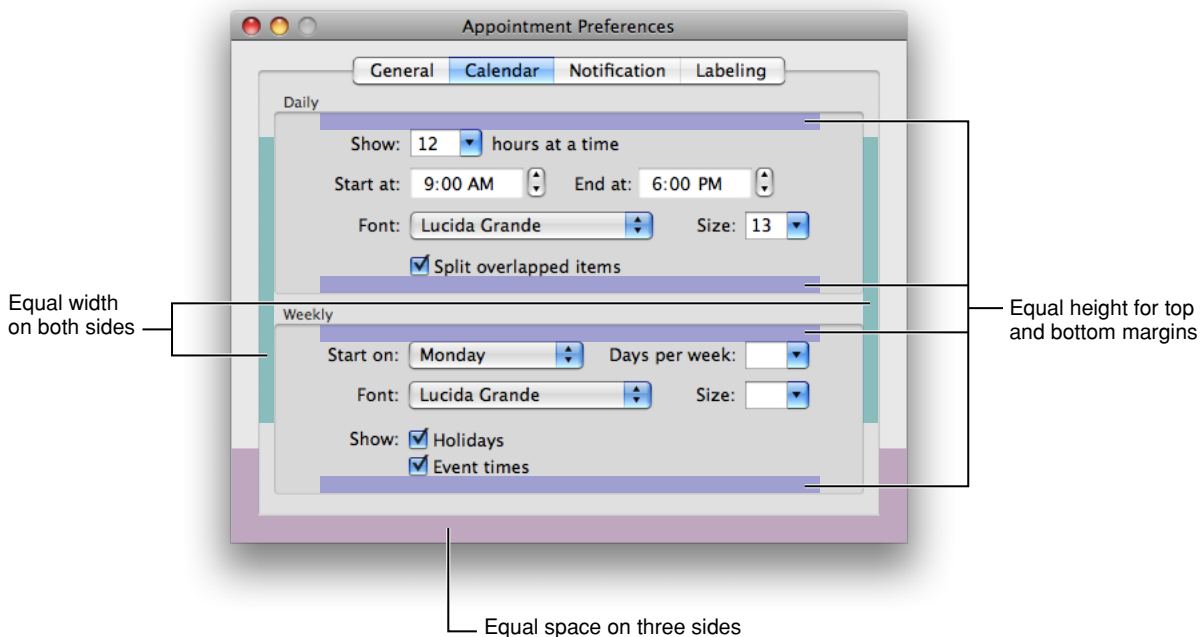 Appointment Preferences
General Calendar Notification Labeling
Daily
Show: 12 hours at a time
Start at: 9:00 AM End at: 6:00 PM
Font: Lucida Grande Size: 13
Split overlapped items
Equal width
on both sides
Equal height for top
and bottom margins
Weekly
Start on: Monday Days per week:
Font: Lucida Grande Size:
Show: Holidays
Event times
Equal space on three sides